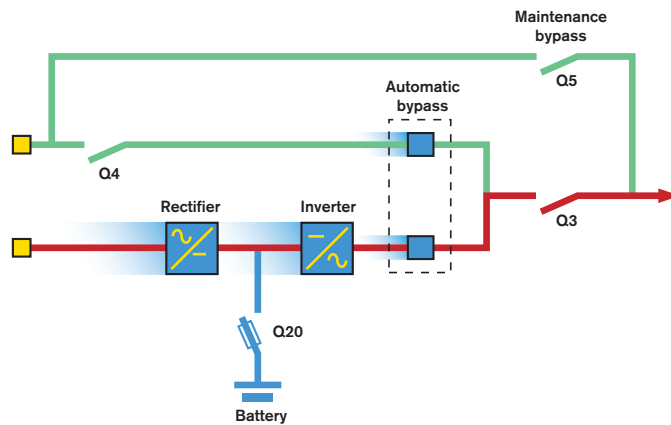 Maintenance
bypass
Q5
Automatic
bypass
Q4
Rectifier
Inverter
Q3
Q20
Battery